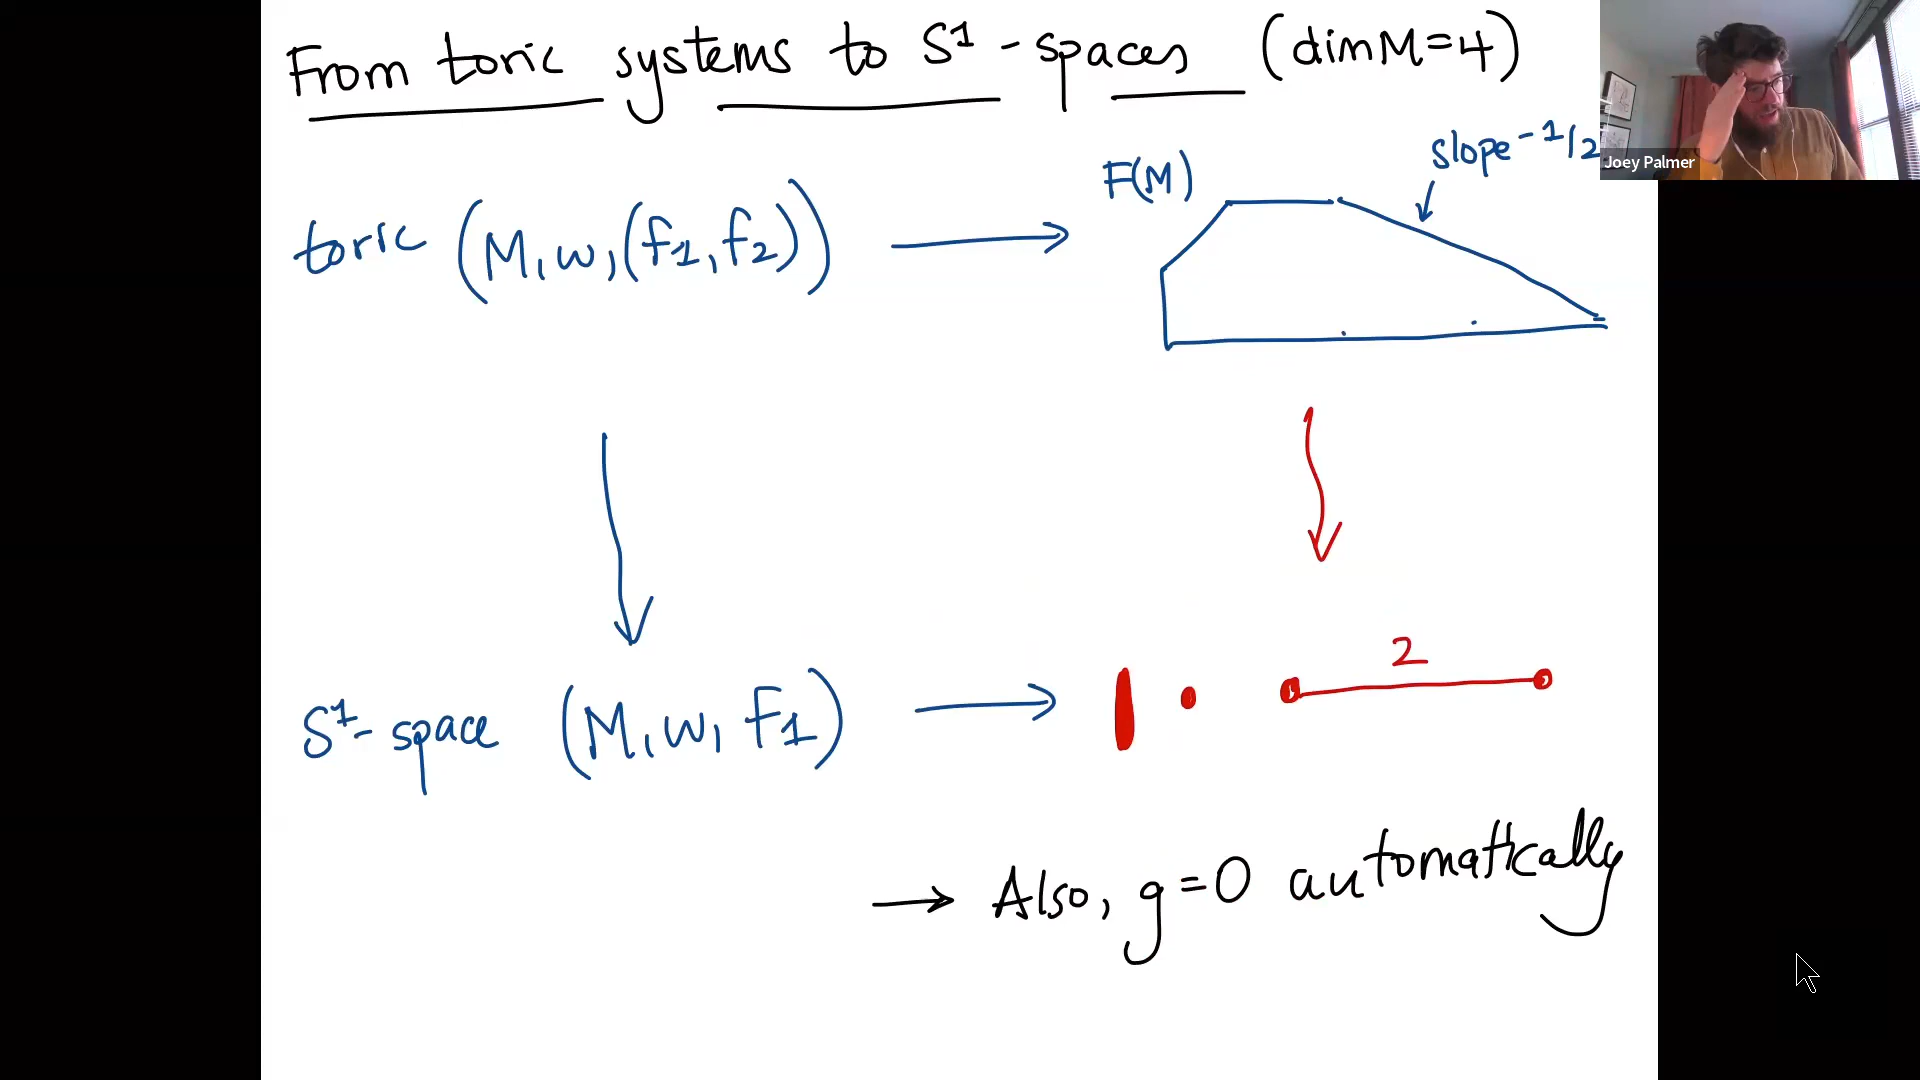 From toric systems to S¹-spaces (dimM=4)
Joey Palmer
F(M)
slope -1/2
toric (M, ω, (f1, f2))
2
S¹-space (M, ω, f1)
→ Also, g=0 automatically